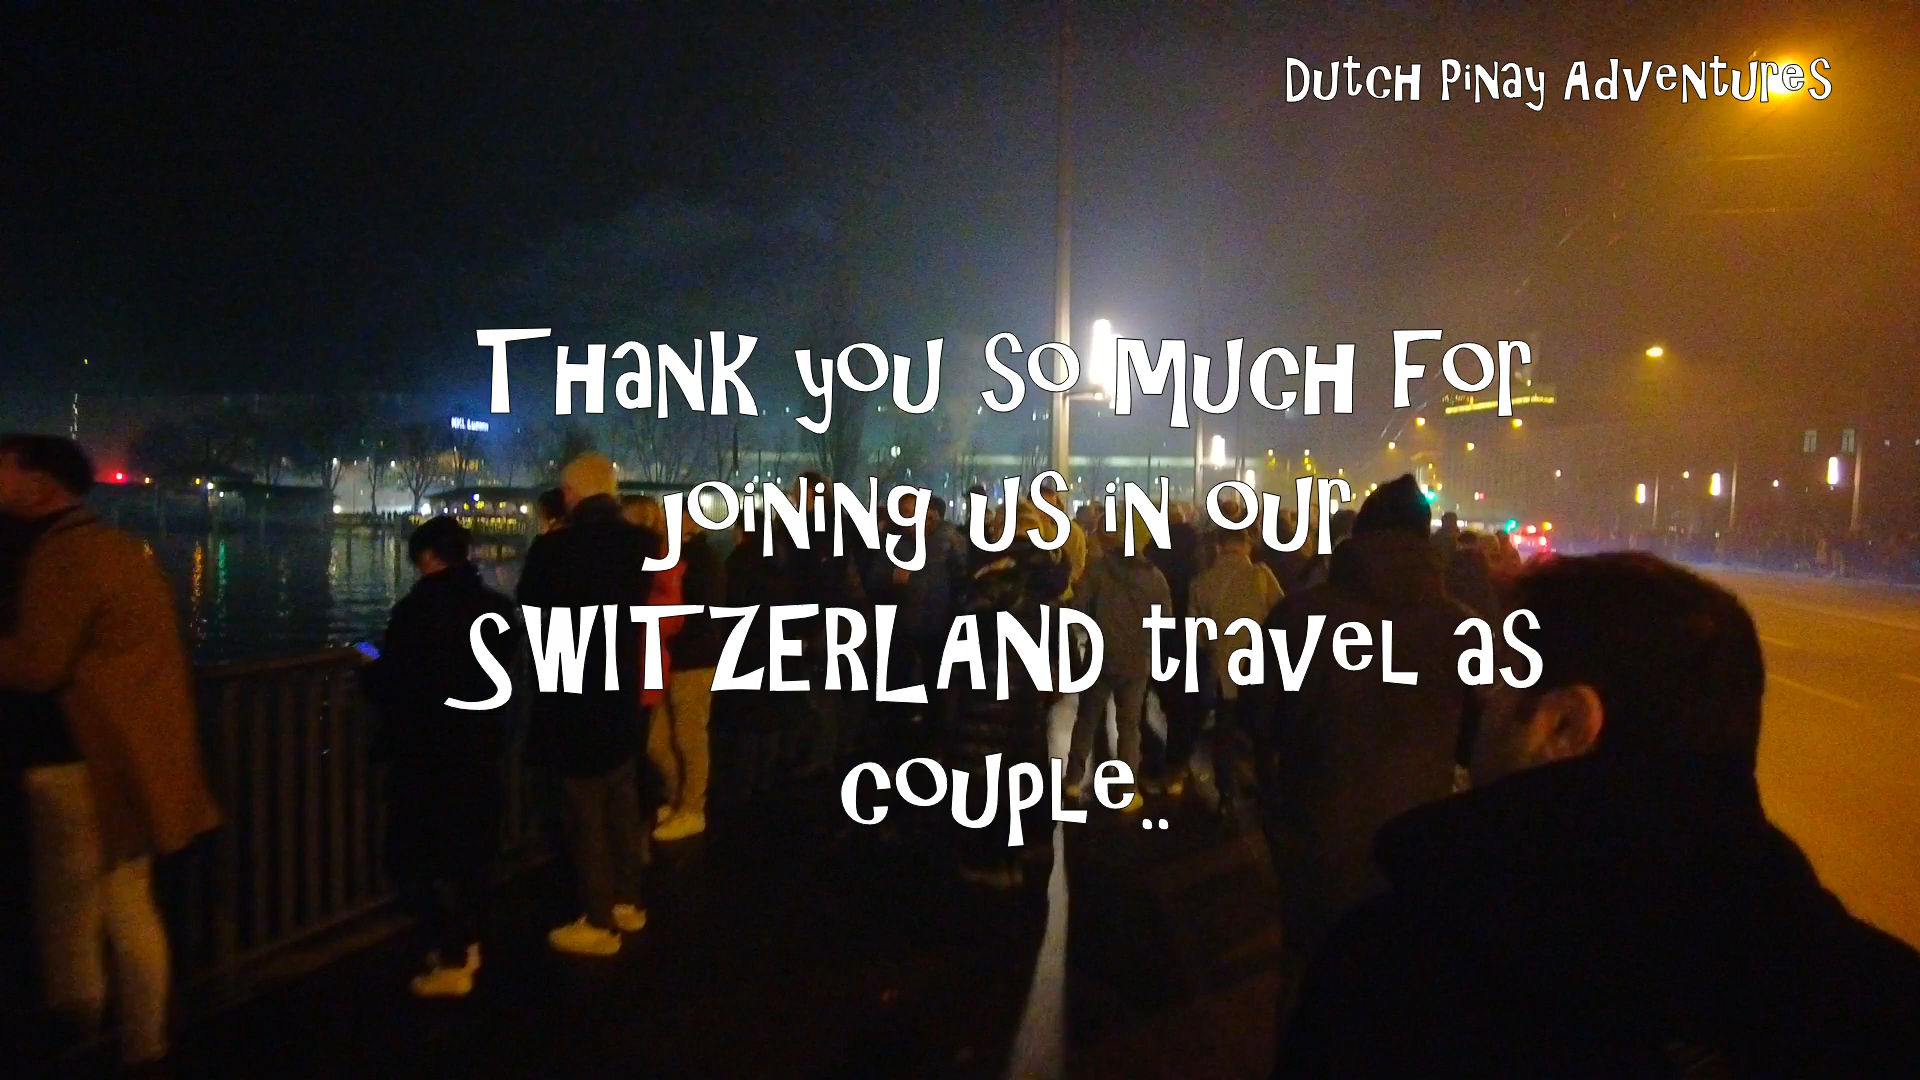 Dutch Pinay Adventures
Thank you so much for
joining us in our
SWITZERLAND travel as
couple..